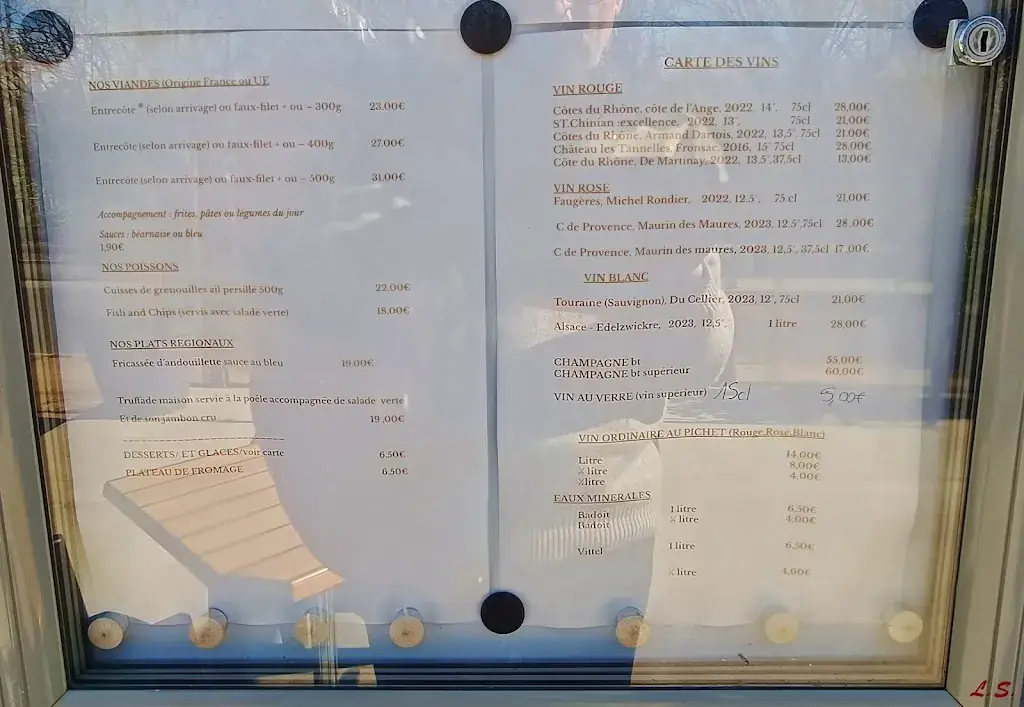 NOS VIANDES (Origine France ou UE
Entrecôte * (selon arrivage) ou faux-filet + ou – 300g 23.00€
Entrecôte (selon arrivage) ou faux-filet + ou – 400g 27.00€
Entrecôte (selon arrivage) ou faux-filet + ou – 500g 31.00€
Accompagnement : frites, pâtes ou légumes du jour
Sauces : béarnaise ou bleu
1,90€
NOS POISSONS
Cuisses de grenouilles ail persillé 500g 22.00€
Fish and Chips (servis avec salade verte) 18.00€
NOS PLATS REGIONAUX
Fricassée d'andouillette sauce au bleu 19.00€
Truffade maison servie à la poêle accompagnée de salade verte
Et de son jambon cru 19 ,00€
DESSERTS/ ET GLACES/voir carte 6.50€
PLATEAU DE FROMAGE 6.50€
CARTE DES VINS
VIN ROUGE
Côtes du Rhône, côte de l'Ange, 2022, 14°, 75cl 28,00€
ST.Chinian :excellence, 2022, 13°, 75cl 21,00€
Côtes du Rhône, Armand Dartois, 2022, 13,5°, 75cl 21.00€
Château les Tannelles, Fronsac, 2016, 15° 75cl 28.00€
Côte du Rhône, De Martinay, 2022, 13.5°,37,5cl 13,00€
VIN ROSE
Faugères, Michel Rondier, 2022, 12.5°, 75 cl 21,00€
C de Provence, Maurin des Maures, 2023, 12,5°,75cl 28 ,00€
C de Provence, Maurin des maures, 2023, 12,5°, 37,5cl 17 ,00€
VIN BLANC
Touraine (Sauvignon), Du Cellier, 2023, 12°, 75cl 21,00€
Alsace - Edelzwickre, 2023, 12,5°, 1 litre 28,00€
CHAMPAGNE bt 55,00€
CHAMPAGNE bt supérieur 60,00€
VIN AU VERRE (vin supérieur) 15cl 5,00€
VIN ORDINAIRE AU PICHET (Rouge,Rosé,Blanc)
Litre 14,00€
½ litre 8,00€
¼litre 4,00€
EAUX MINERALES
Badoit 1 litre 6,50€
Badoit ½ litre 4,00€
Vittel 1 litre 6,50€
½ litre 4,00€
L.S.